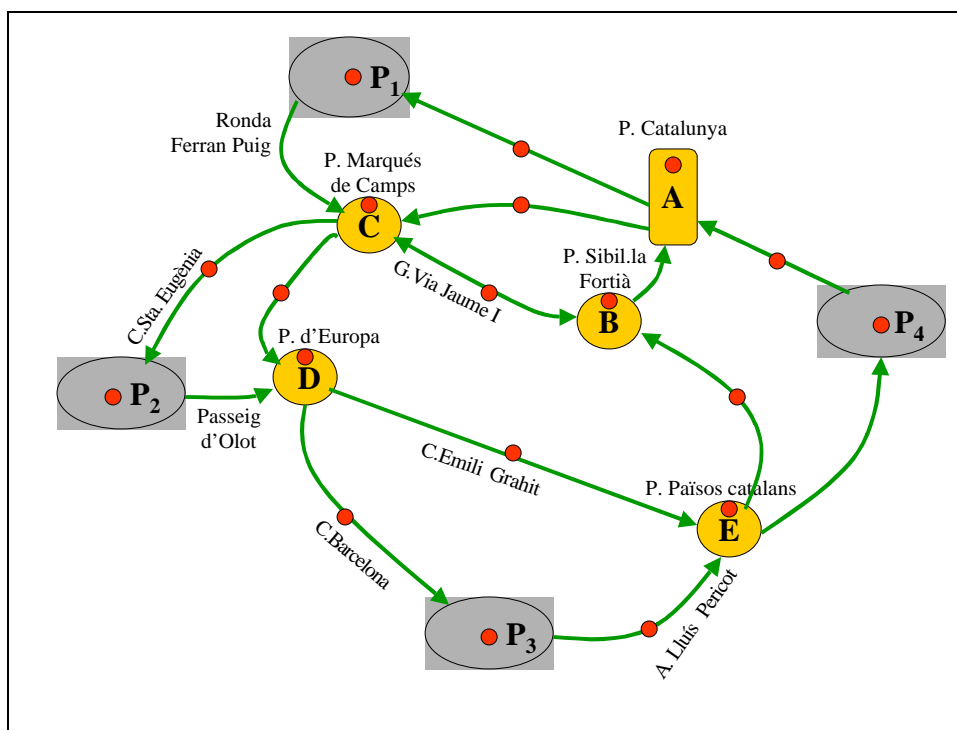 P1
Ronda
Ferran Puig
P. Catalunya
P. Marqués
de Camps
A
C
C.Sta. Eugènia
G.Via Jaume I
P. Sibil.la
Fortià
B
P4
P. d’Europa
D
P2
Passeig
d’Olot
C.Emili Grahit
P. Països catalans
E
C.Barcelona
P3
A. Lluís Pericot